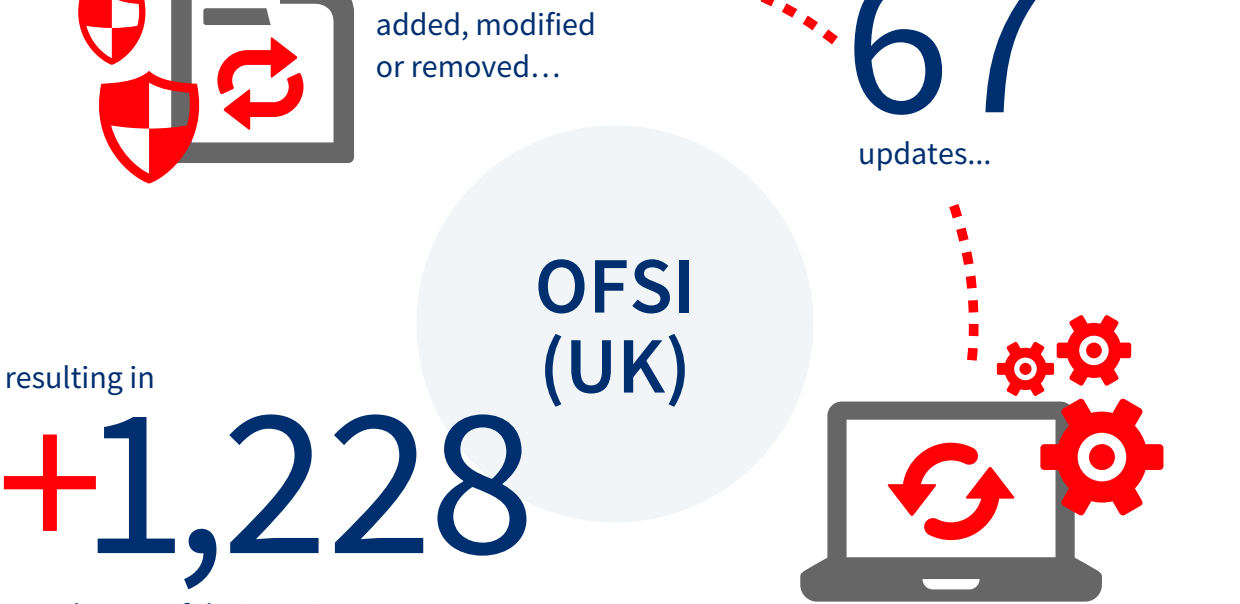 added, modified
or removed…
67
updates...
OFSI
(UK)
resulting in
+1,228